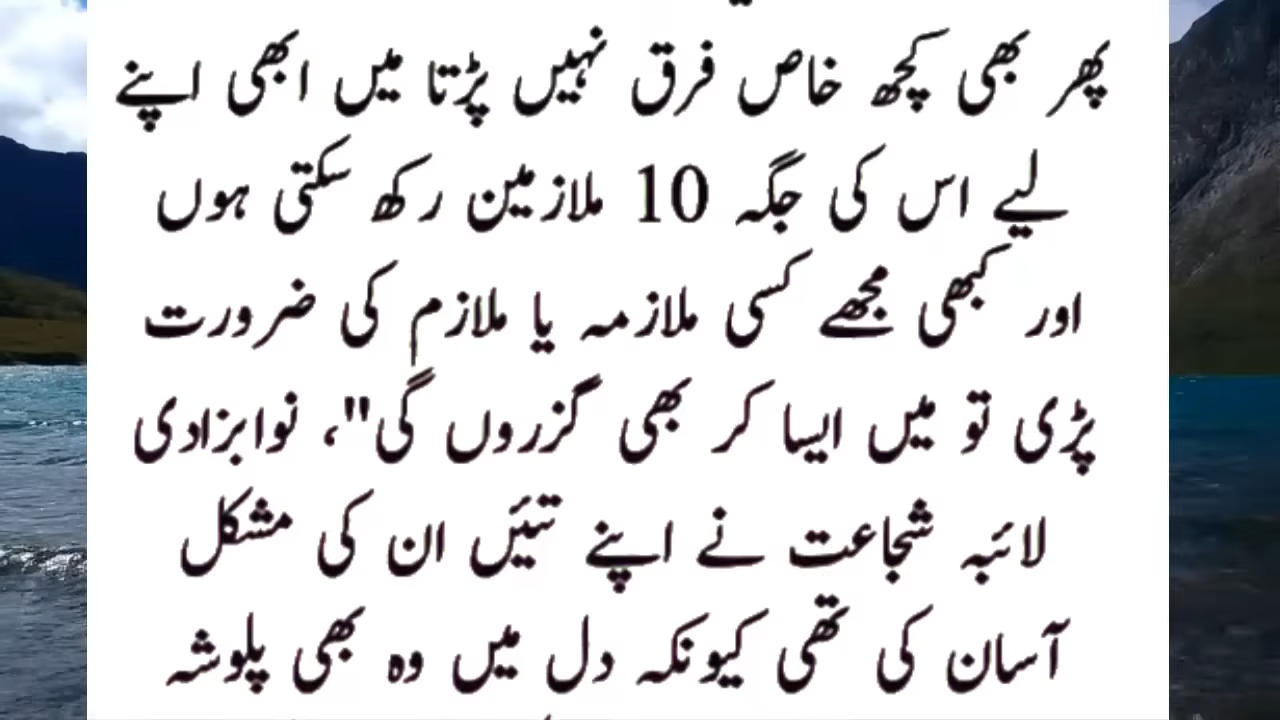 پھر بھی کچھ خاص فرق نہیں پڑتا میں ابھی اپنے
لیے اس کی جگہ 10 ملازمین رکھ سکتی ہوں
اور کبھی مجھے کسی ملازمہ یا ملازم کی ضرورت
پڑی تو میں ایسا کر بھی گزروں گی"، نوابزادی
لائبہ شجاعت نے اپنے تئیں ان کی مشکل
آسان کی تھی کیونکہ دل میں وہ بھی پلوشہ